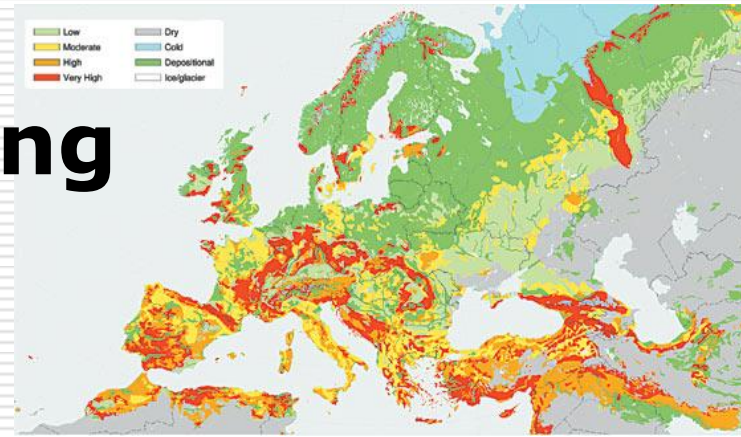 Low Dry
Moderate Cold
High Depositional
Very High Ice/glacier
ng